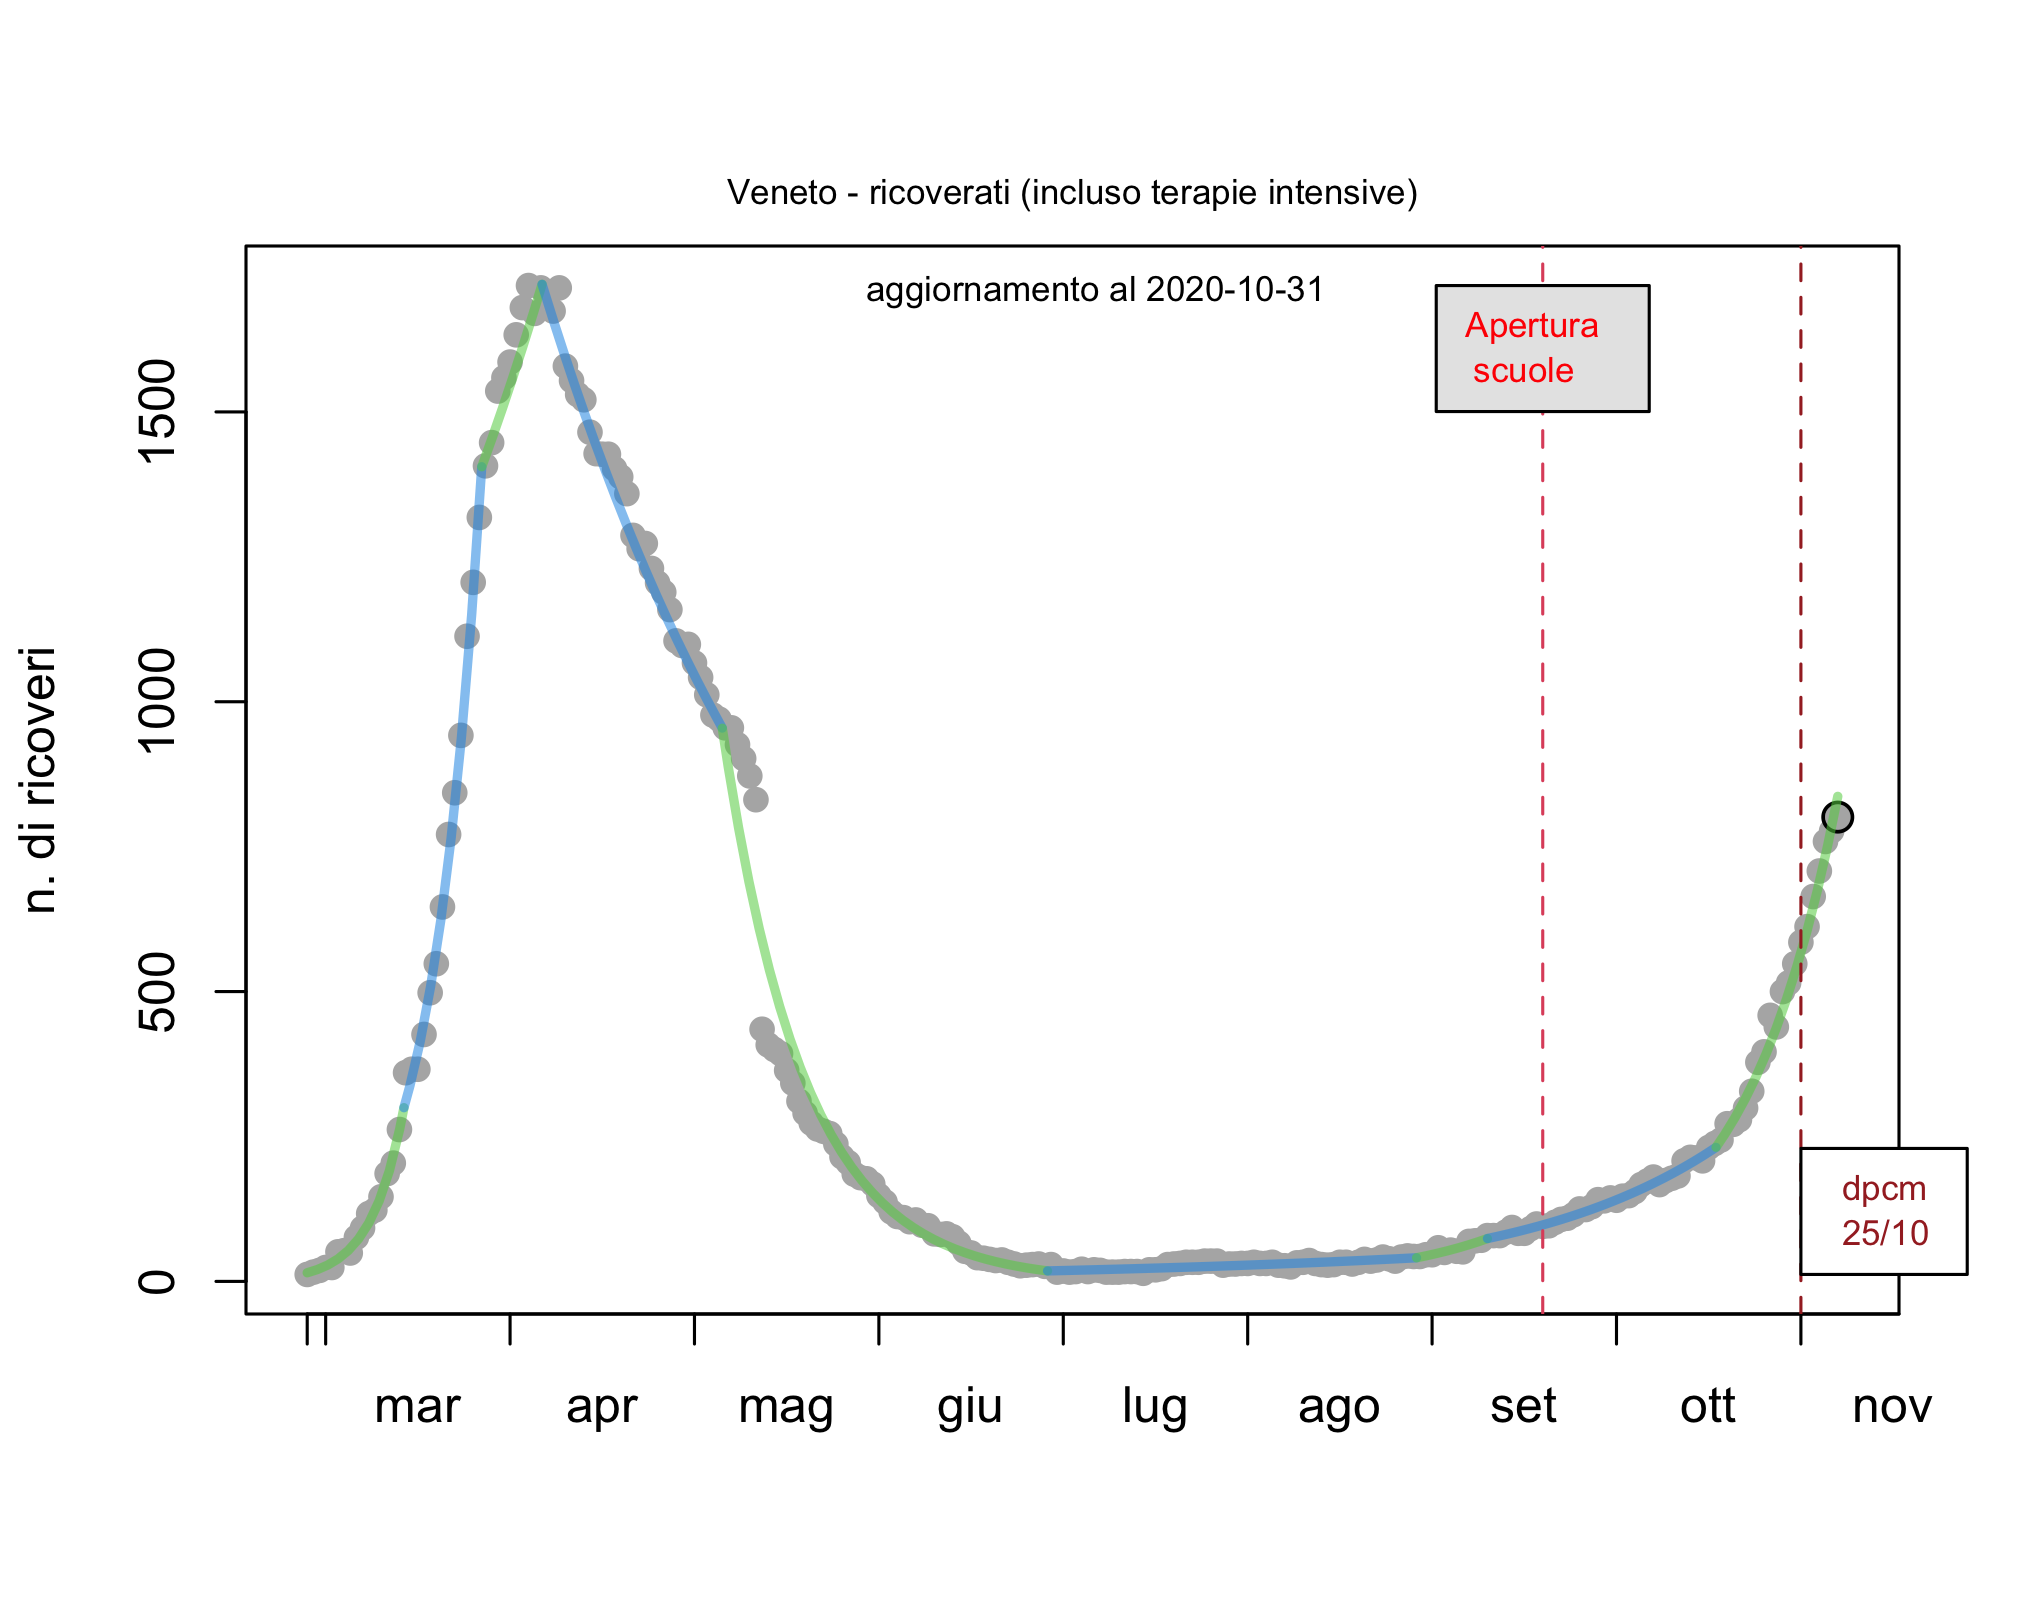 Veneto - ricoverati (incluso terapie intensive)
aggiornamento al 2020-10-31
Apertura
scuole
n. di ricoveri
1500
1000
500
0
dpcm
25/10
mar apr mag giu lug ago set ott nov